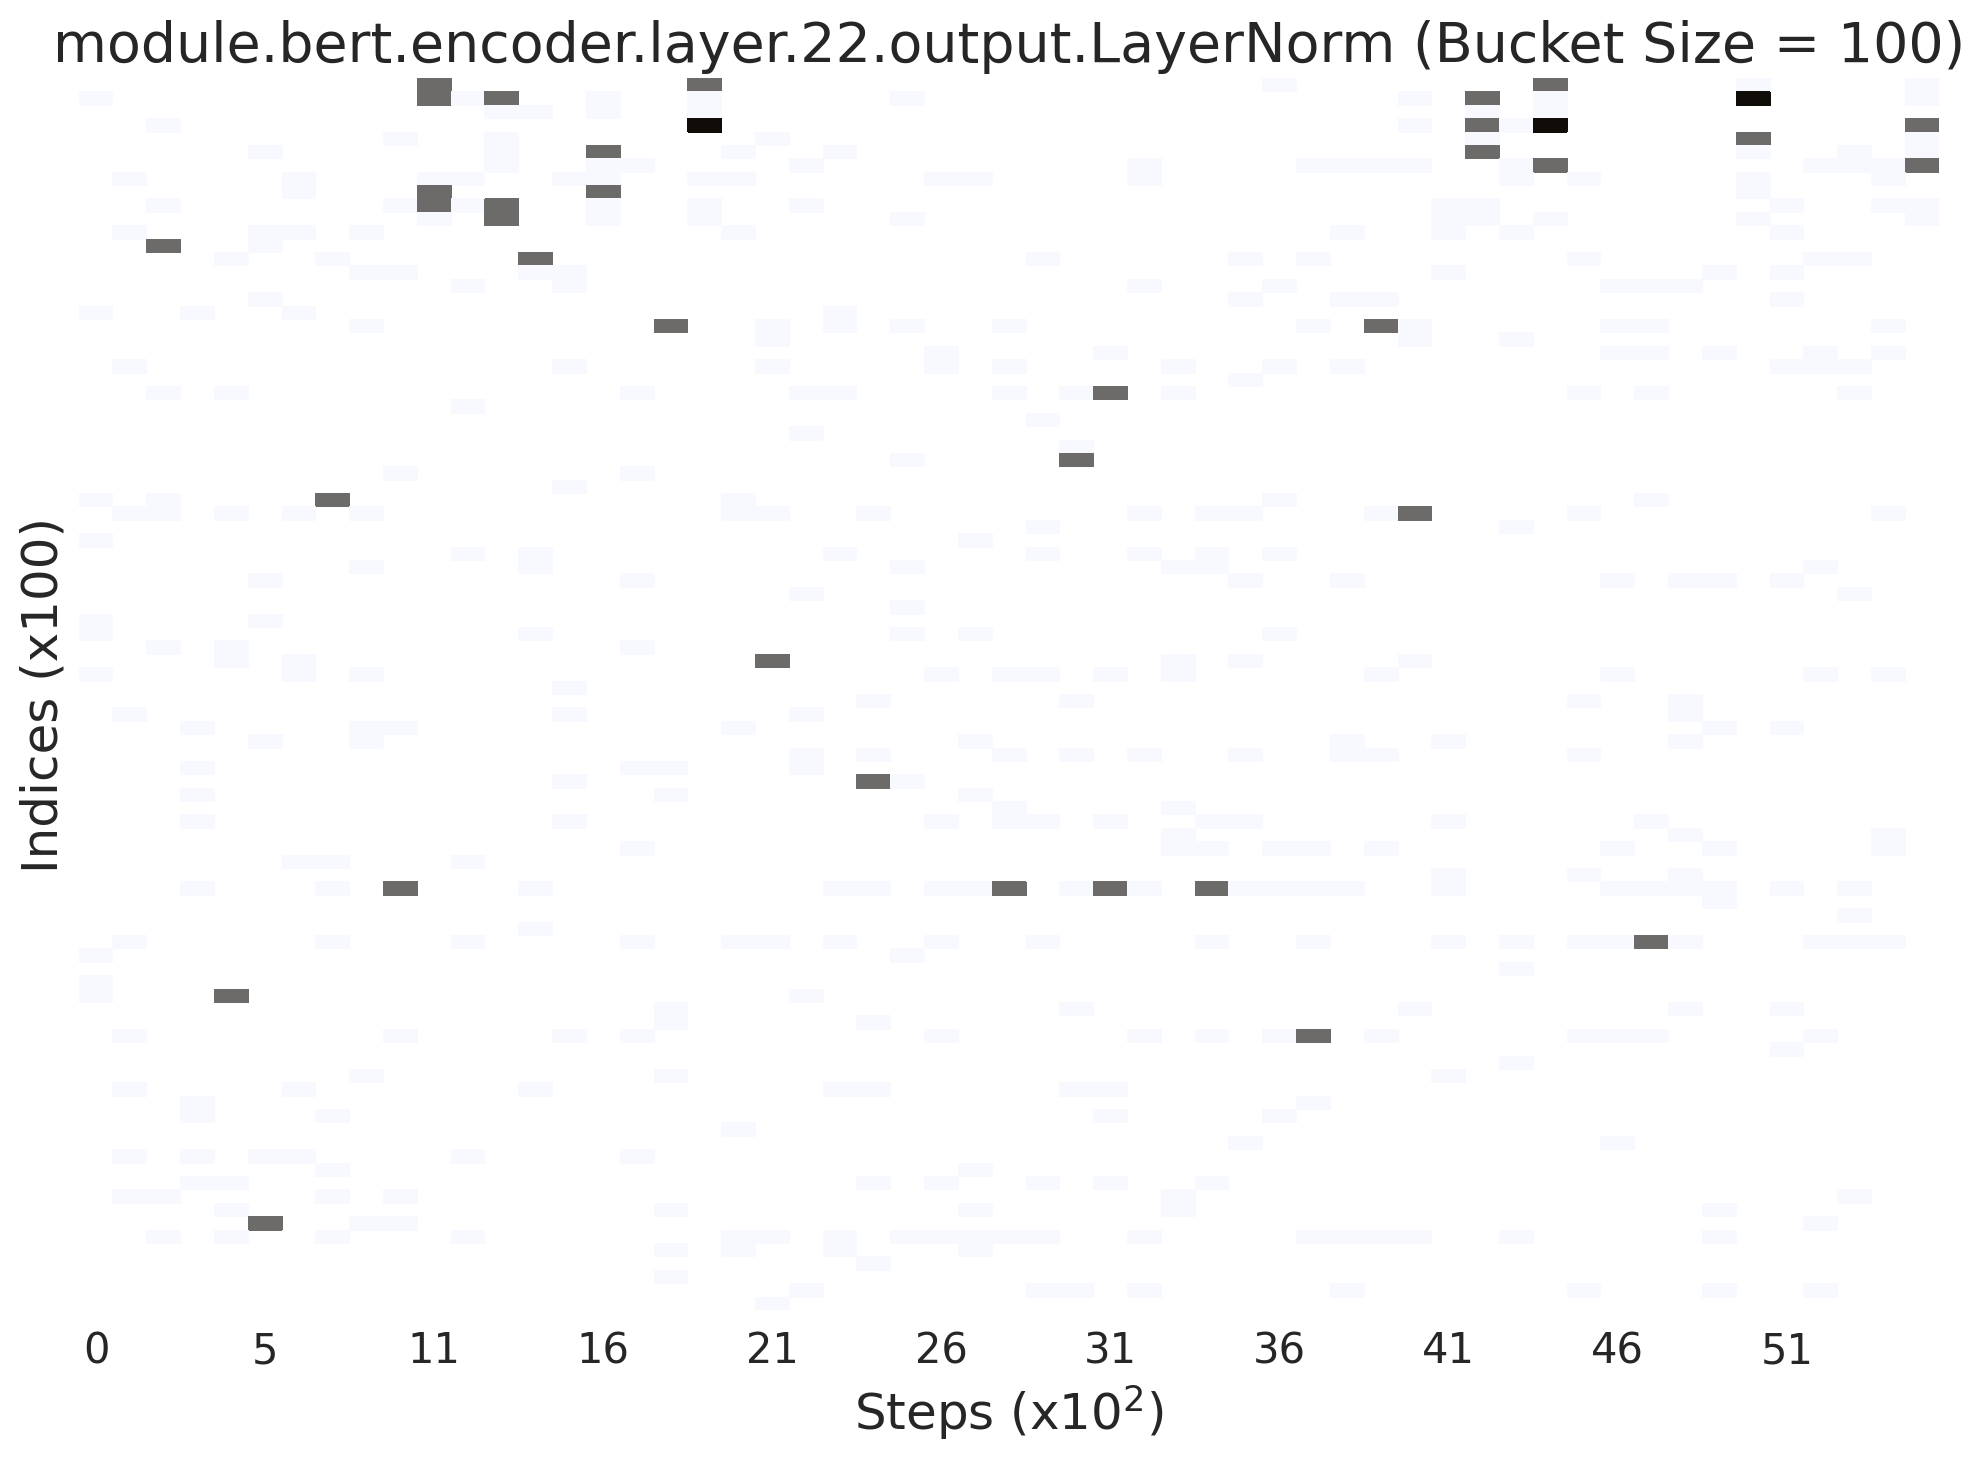 module.bert.encoder.layer.22.output.LayerNorm (Bucket Size = 100)
Indices (x100)
0 5 11 16 21 26 31 36 41 46 51
Steps (x10²)